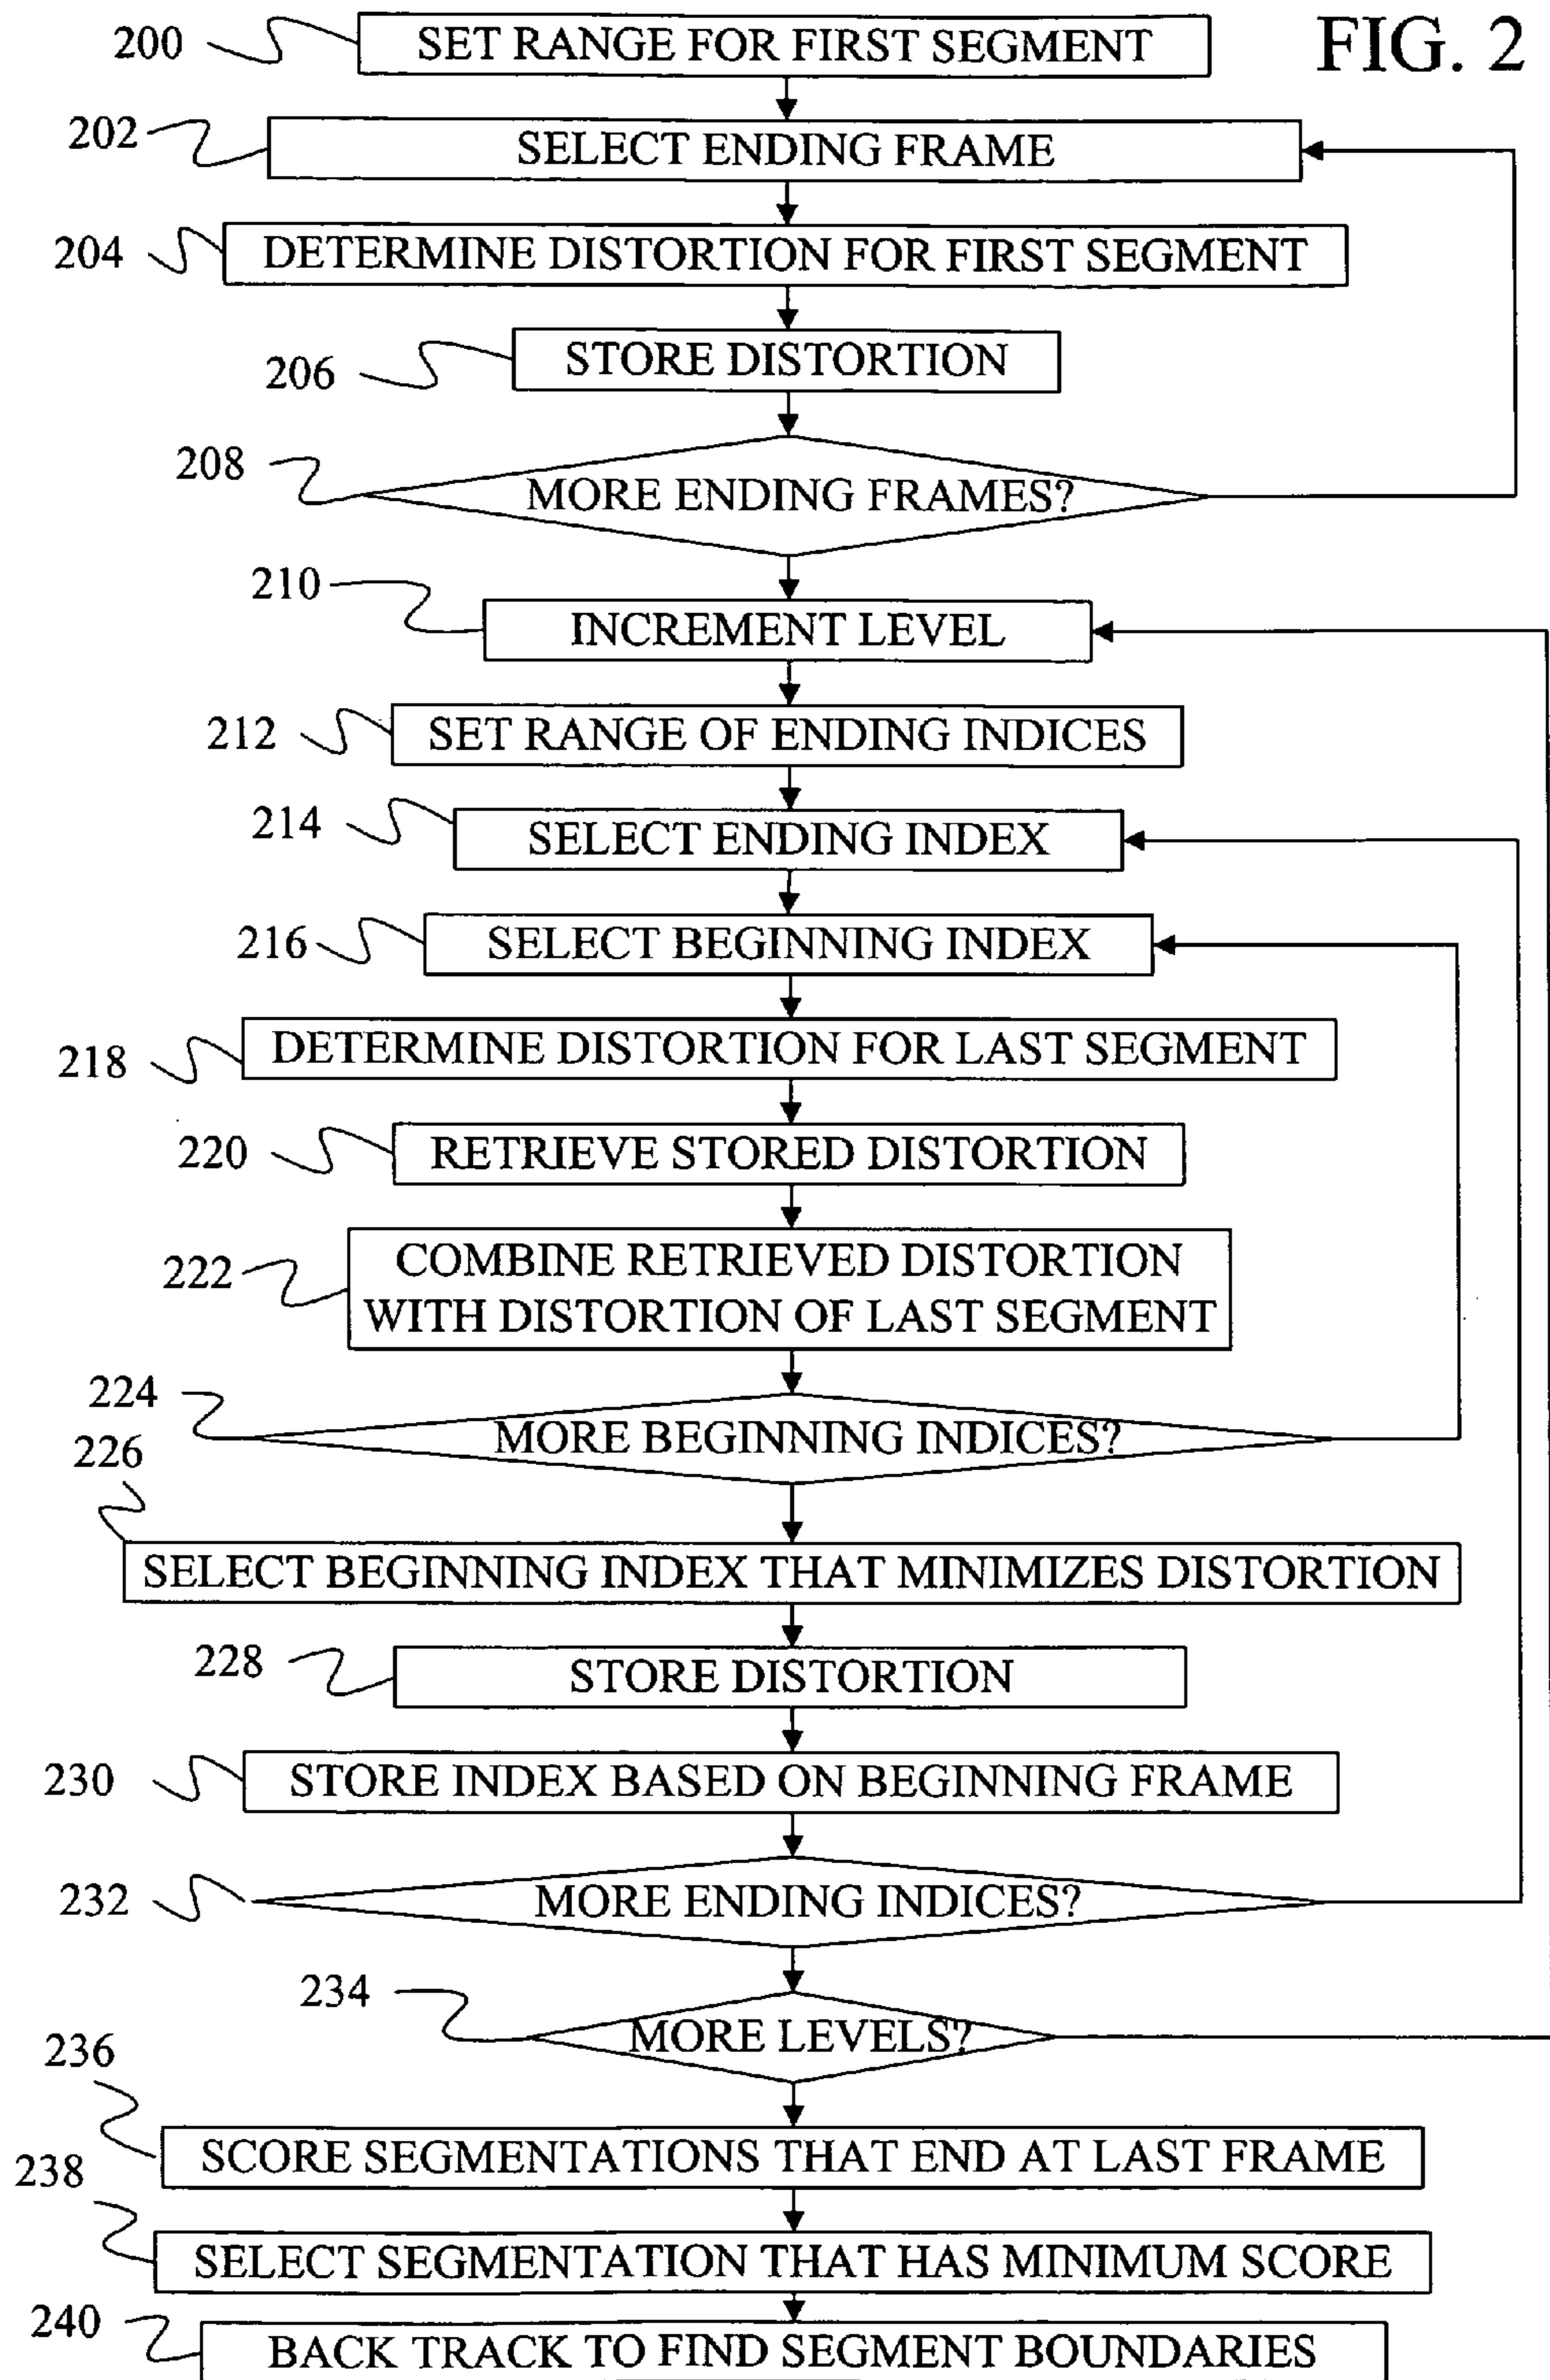 FIG. 2
200 SET RANGE FOR FIRST SEGMENT
202 SELECT ENDING FRAME
204 DETERMINE DISTORTION FOR FIRST SEGMENT
206 STORE DISTORTION
208 MORE ENDING FRAMES?
210 INCREMENT LEVEL
212 SET RANGE OF ENDING INDICES
214 SELECT ENDING INDEX
216 SELECT BEGINNING INDEX
218 DETERMINE DISTORTION FOR LAST SEGMENT
220 RETRIEVE STORED DISTORTION
222 COMBINE RETRIEVED DISTORTION
WITH DISTORTION OF LAST SEGMENT
224 MORE BEGINNING INDICES?
226 SELECT BEGINNING INDEX THAT MINIMIZES DISTORTION
228 STORE DISTORTION
230 STORE INDEX BASED ON BEGINNING FRAME
232 MORE ENDING INDICES?
234 MORE LEVELS?
236 SCORE SEGMENTATIONS THAT END AT LAST FRAME
238 SELECT SEGMENTATION THAT HAS MINIMUM SCORE
240 BACK TRACK TO FIND SEGMENT BOUNDARIES